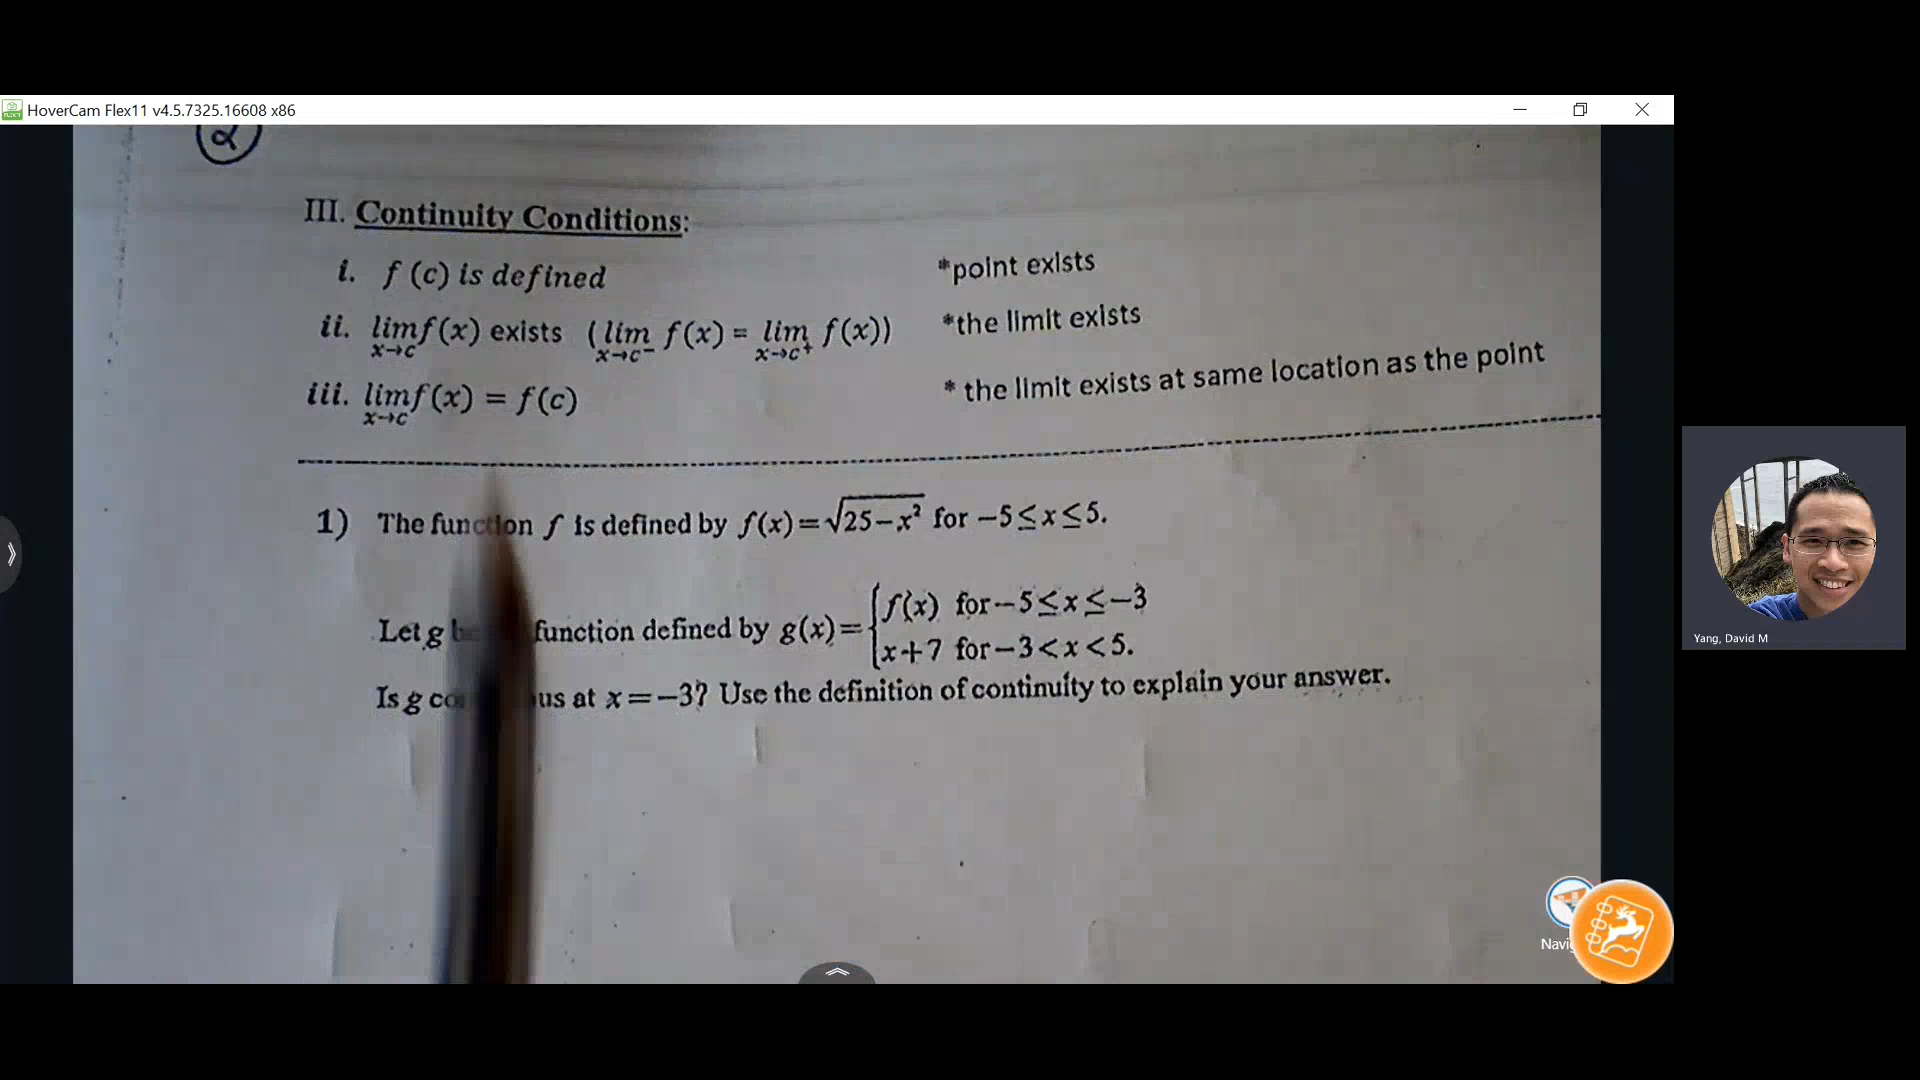 HoverCam Flex11 v4.5.7325.16608 x86
III. Continuity Conditions:
i. f (c) is defined *point exists
ii. lim x→c f(x) exists (lim x→c⁻ f(x) = lim x→c⁺ f(x)) *the limit exists
iii. lim x→c f(x) = f(c) * the limit exists at same location as the point
1) The function f is defined by f(x)=√25−x² for −5≤x≤5.
Let g function defined by g(x)={f(x) for−5≤x≤−3
x+7 for−3<x<5.
Is g us at x=−3? Use the definition of continuity to explain your answer.
Yang, David M